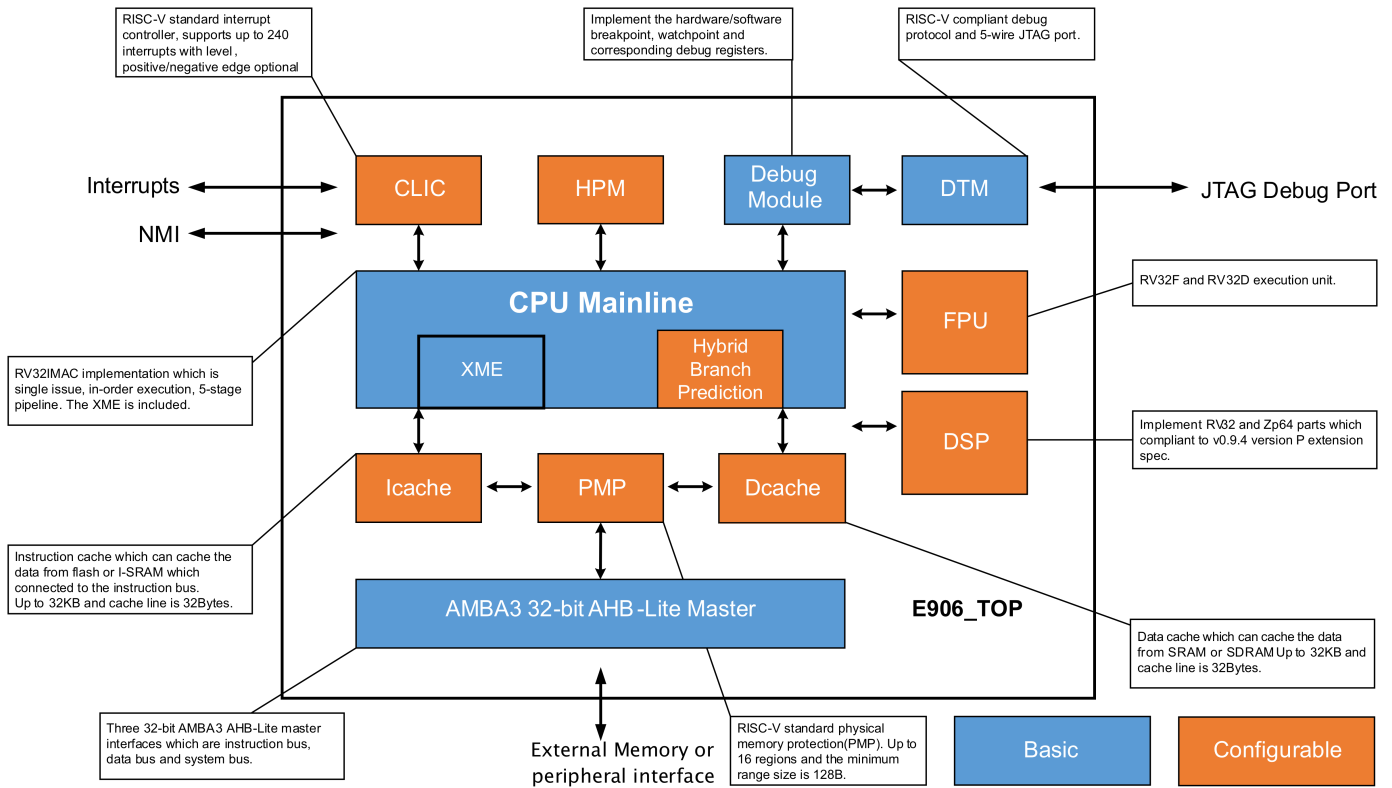 RISC-V standard interrupt
controller, supports up to 240
interrupts with level,
positive/negative edge optional
Implement the hardware/software
breakpoint, watchpoint and
corresponding debug registers.
RISC-V compliant debug
protocol and 5-wire JTAG port.
Interrupts
NMI
CLIC
HPM
Debug
Module
DTM
JTAG Debug Port
CPU Mainline
XME
Hybrid
Branch
Prediction
FPU
RV32F and RV32D execution unit.
RV32IMAC implementation which is
single issue, in-order execution, 5-stage
pipeline. The XME is included.
DSP
Implement RV32 and Zp64 parts which
compliant to v0.9.4 version P extension
spec.
Icache
PMP
Dcache
Instruction cache which can cache the
data from flash or I-SRAM which
connected to the instruction bus.
Up to 32KB and cache line is 32Bytes.
AMBA3 32-bit AHB-Lite Master
E906_TOP
Data cache which can cache the data
from SRAM or SDRAM.Up to 32KB and
cache line is 32Bytes.
Three 32-bit AMBA3 AHB-Lite master
interfaces which are instruction bus,
data bus and system bus.
External Memory or
peripheral interface
RISC-V standard physical
memory protection(PMP). Up to
16 regions and the minimum
range size is 128B.
Basic
Configurable